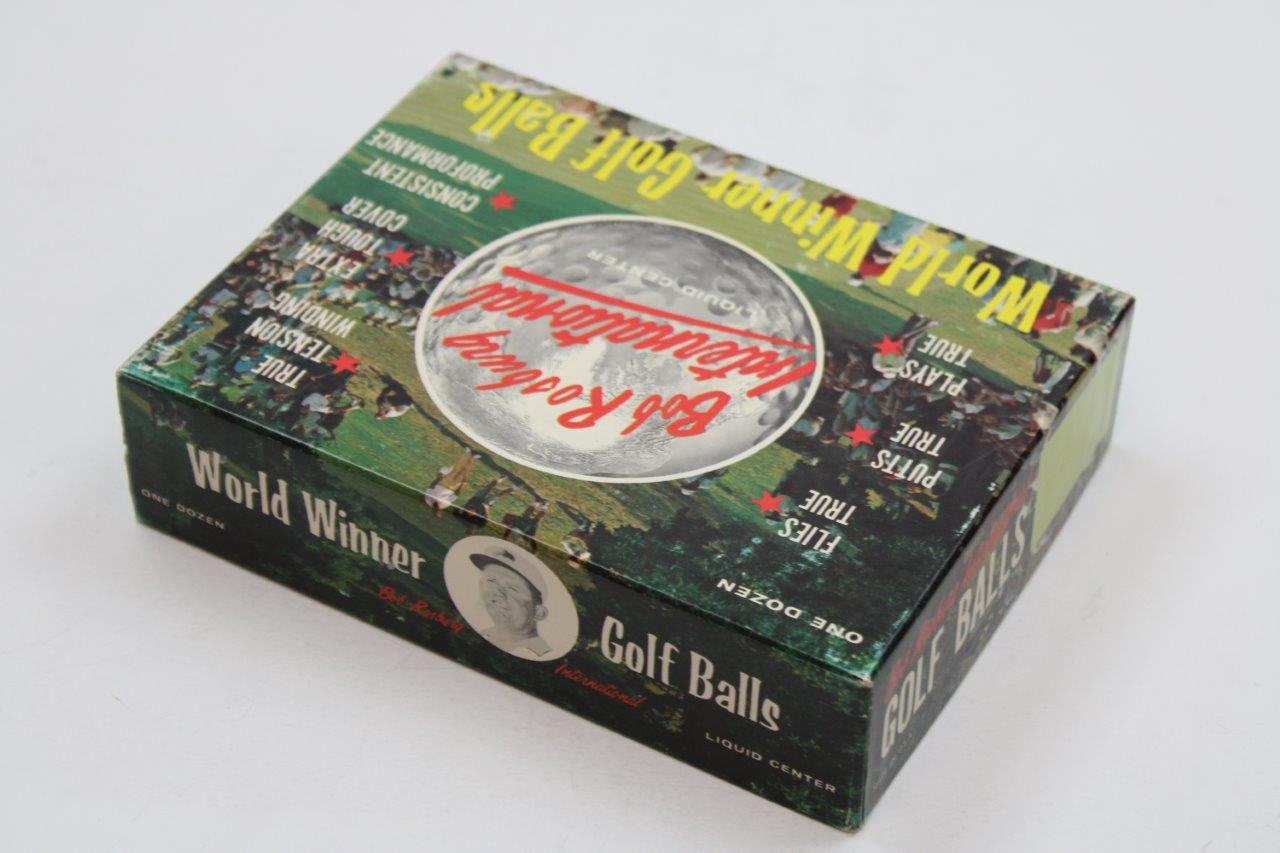 World Winner Golf Balls
★ PLAYS
TRUE
★ PUTTS
TRUE
★ FLIES
TRUE
ONE DOZEN
LIQUID CENTER
Bob Rosburg
International
★ CONSISTENT
PROFORMANCE
★ EXTRA
TOUGH
COVER
★ TRUE
TENSION
WINDING
World Winner
Golf Balls
Bob Rosburg
International
ONE DOZEN
LIQUID CENTER
GOLF BALLS